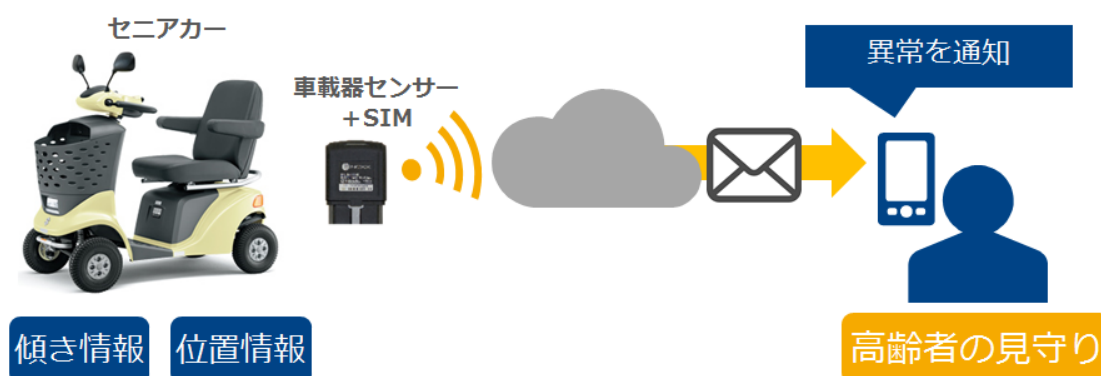 セニアカー
車載器センサー
+SIM
異常を通知
傾き情報
位置情報
高齢者の見守り